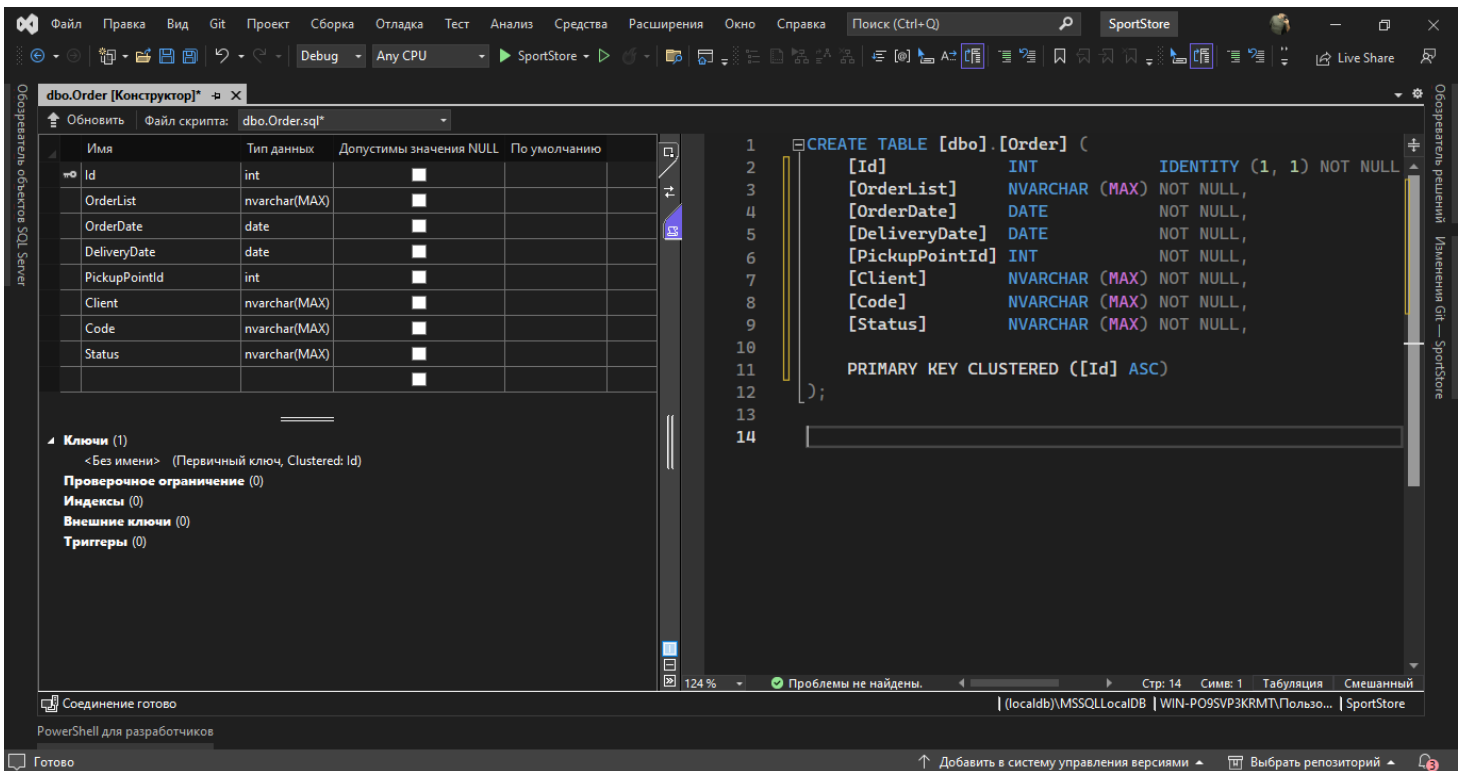 Файл Правка Вид Git Проект Сборка Отладка Тест Анализ Средства Расширения Окно Справка Поиск (Ctrl+Q) SportStore
Debug Any CPU SportStore Live Share
Обозреватель объектов SQL Server
dbo.Order [Конструктор]*
Обновить Файл скрипта: dbo.Order.sql*
Имя Тип данных Допустимы значения NULL По умолчанию
Id int
OrderList nvarchar(MAX)
OrderDate date
DeliveryDate date
PickupPointId int
Client nvarchar(MAX)
Code nvarchar(MAX)
Status nvarchar(MAX)
Ключи (1)
<Без имени> (Первичный ключ, Clustered: Id)
Проверочное ограничение (0)
Индексы (0)
Внешние ключи (0)
Триггеры (0)
1 CREATE TABLE [dbo].[Order] (
2 [Id] INT IDENTITY (1, 1) NOT NULL
3 [OrderList] NVARCHAR (MAX) NOT NULL,
4 [OrderDate] DATE NOT NULL,
5 [DeliveryDate] DATE NOT NULL,
6 [PickupPointId] INT NOT NULL,
7 [Client] NVARCHAR (MAX) NOT NULL,
8 [Code] NVARCHAR (MAX) NOT NULL,
9 [Status] NVARCHAR (MAX) NOT NULL,
10
11 PRIMARY KEY CLUSTERED ([Id] ASC)
12 );
13
14
124 % Проблемы не найдены. Стр: 14 Симв: 1 Табуляция Смешанный
Соединение готово (localdb)\MSSQLLocalDB WIN-PO9SVP3KRMT\Пользо... SportStore
Обозреватель решений Изменения Git — SportStore
PowerShell для разработчиков
Готово Добавить в систему управления версиями Выбрать репозиторий 3